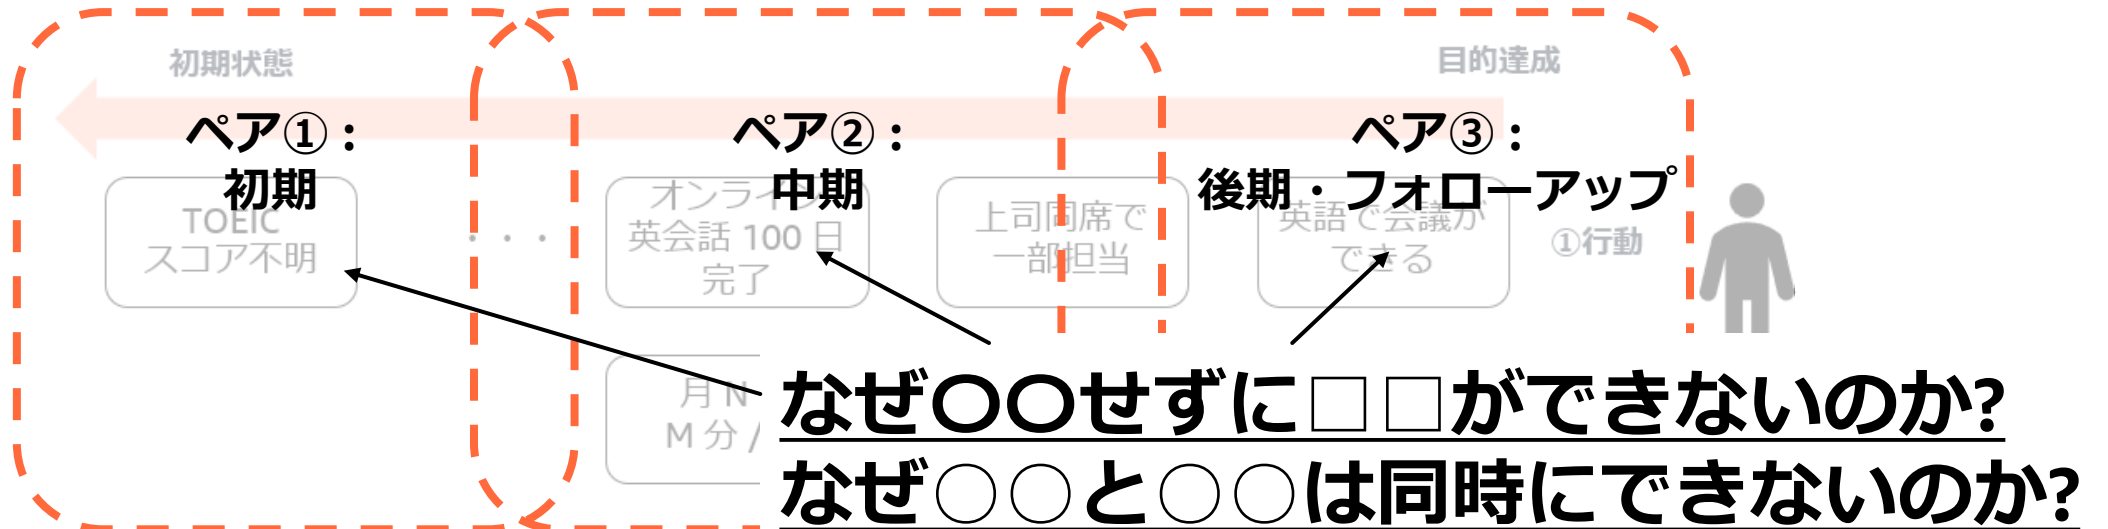 初期状態
目的達成
ペア①：
初期
ペア②：
中期
ペア③：
後期・フォローアップ
TOEIC
スコア不明
・・・
オンライン
英会話 100 日
完了
上司同席で
一部担当
英語で会議が
できる
①行動
月 N
M 分 /
なぜ〇〇せずに□□ができないのか?
なぜ○○と○○は同時にできないのか?